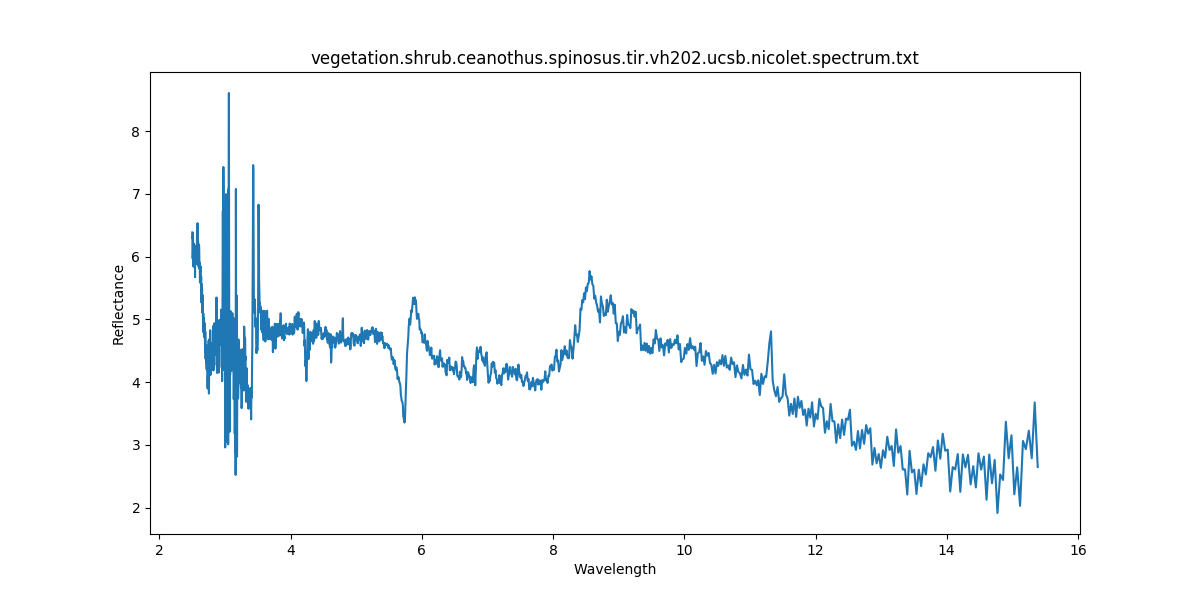 vegetation.shrub.ceanothus.spinosus.tir.vh202.ucsb.nicolet.spectrum.txt
8
7
6
5
4
3
2
Reflectance
2 4 6 8 10 12 14 16
Wavelength